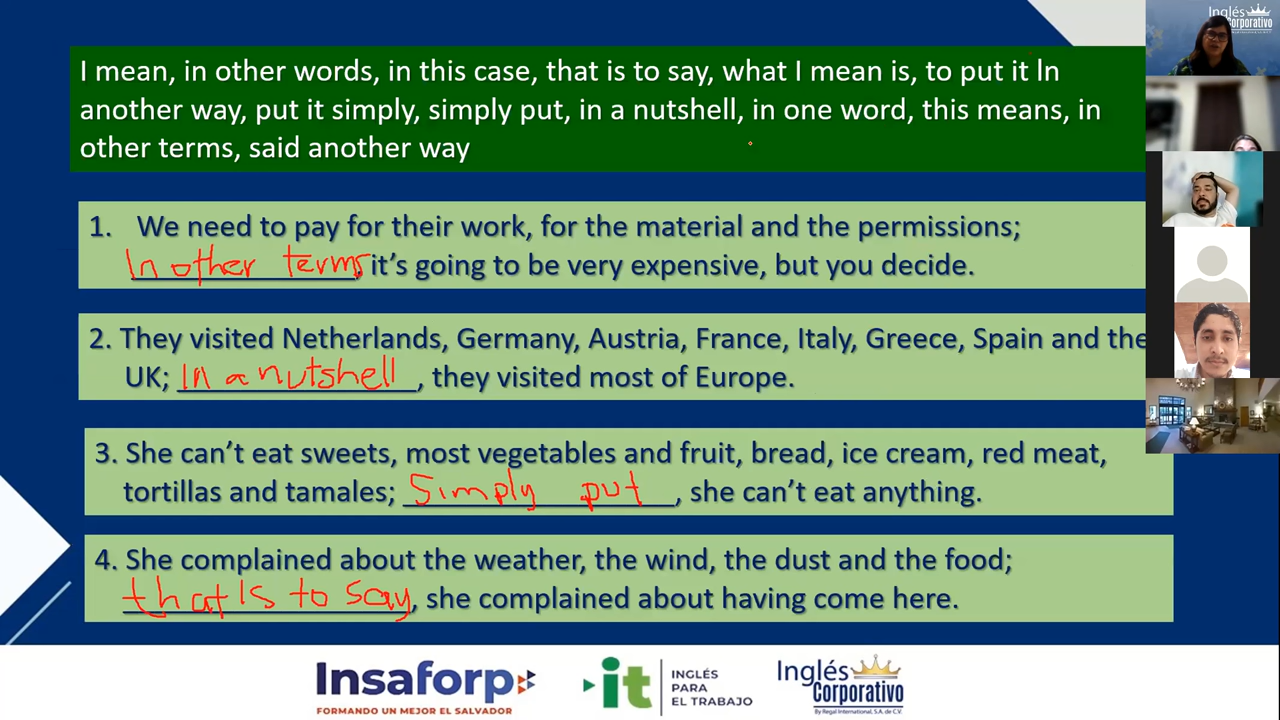 Inglés
Corporativo
I mean, in other words, in this case, that is to say, what I mean is, to put it ln
another way, put it simply, simply put, in a nutshell, in one word, this means, in
other terms, said another way
1. We need to pay for their work, for the material and the permissions;
In other terms, it's going to be very expensive, but you decide.
2. They visited Netherlands, Germany, Austria, France, Italy, Greece, Spain and the
UK; In a nutshell, they visited most of Europe.
3. She can't eat sweets, most vegetables and fruit, bread, ice cream, red meat,
tortillas and tamales; Simply put, she can't eat anything.
4. She complained about the weather, the wind, the dust and the food;
that Is to say, she complained about having come here.
Insaforp
FORMANDO UN MEJOR EL SALVADOR
it
INGLÉS
PARA
EL TRABAJO
Inglés
Corporativo
By Regal International, S.A. de C.V.